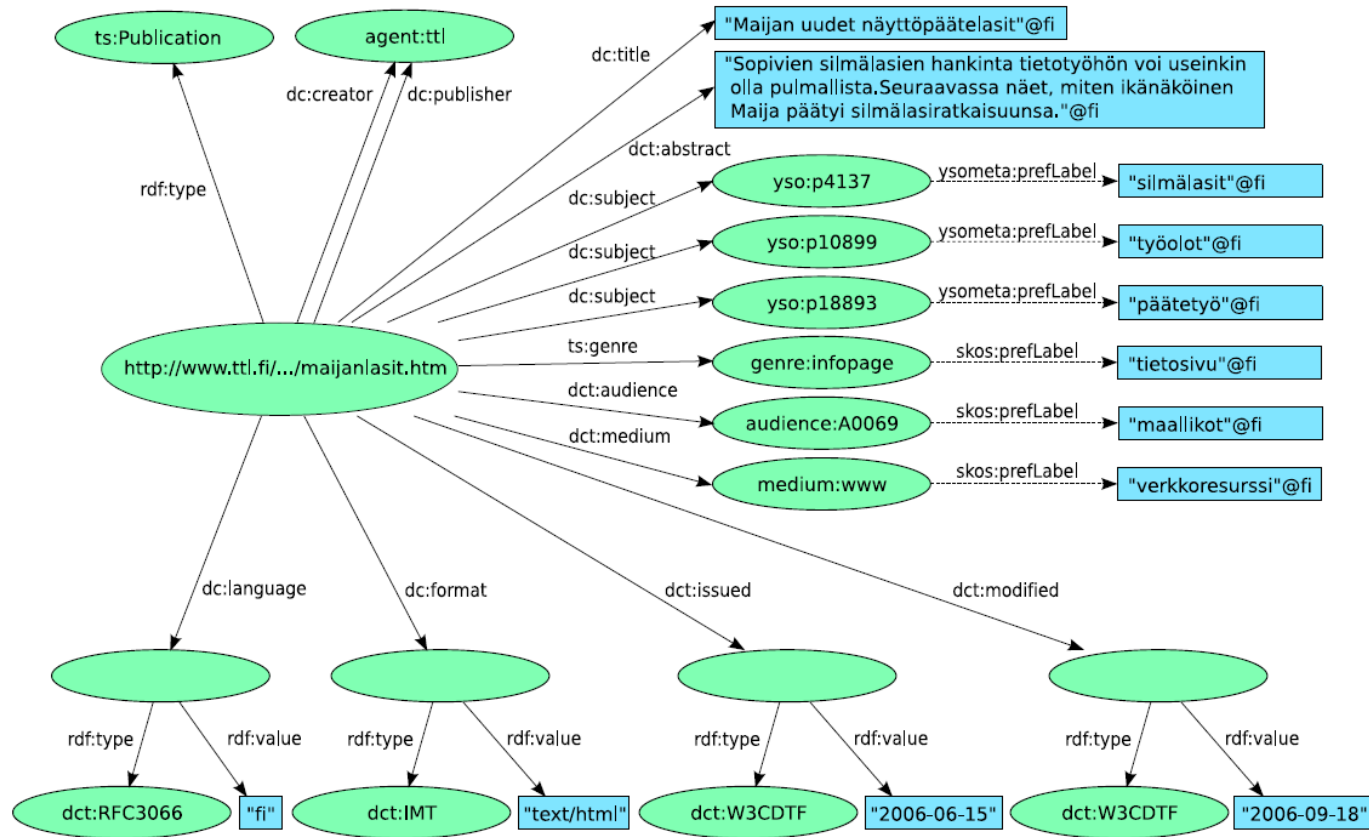 ts:Publication
agent:ttl
dc:title
"Maijan uudet näyttöpäätelasit"@fi
"Sopivien silmälasien hankinta tietotyöhön voi useinkin
olla pulmallista.Seuraavassa näet, miten ikänäköinen
Maija päätyi silmälasiratkaisuunsa."@fi
dc:creator
dc:publisher
dct:abstract
rdf:type
dc:subject
yso:p4137
ysometa:prefLabel
"silmälasit"@fi
dc:subject
yso:p10899
ysometa:prefLabel
"työolot"@fi
dc:subject
yso:p18893
ysometa:prefLabel
"päätetyö"@fi
http://www.ttl.fi/.../maijanlasit.htm
ts:genre
genre:infopage
skos:prefLabel
"tietosivu"@fi
dct:audience
audience:A0069
skos:prefLabel
"maallikot"@fi
dct:medium
medium:www
skos:prefLabel
"verkkoresurssi"@fi
dc:language
dc:format
dct:issued
dct:modified
rdf:type
rdf:value
rdf:type
rdf:value
rdf:type
rdf:value
rdf:type
rdf:value
dct:RFC3066
"fi"
dct:IMT
"text/html"
dct:W3CDTF
"2006-06-15"
dct:W3CDTF
"2006-09-18"